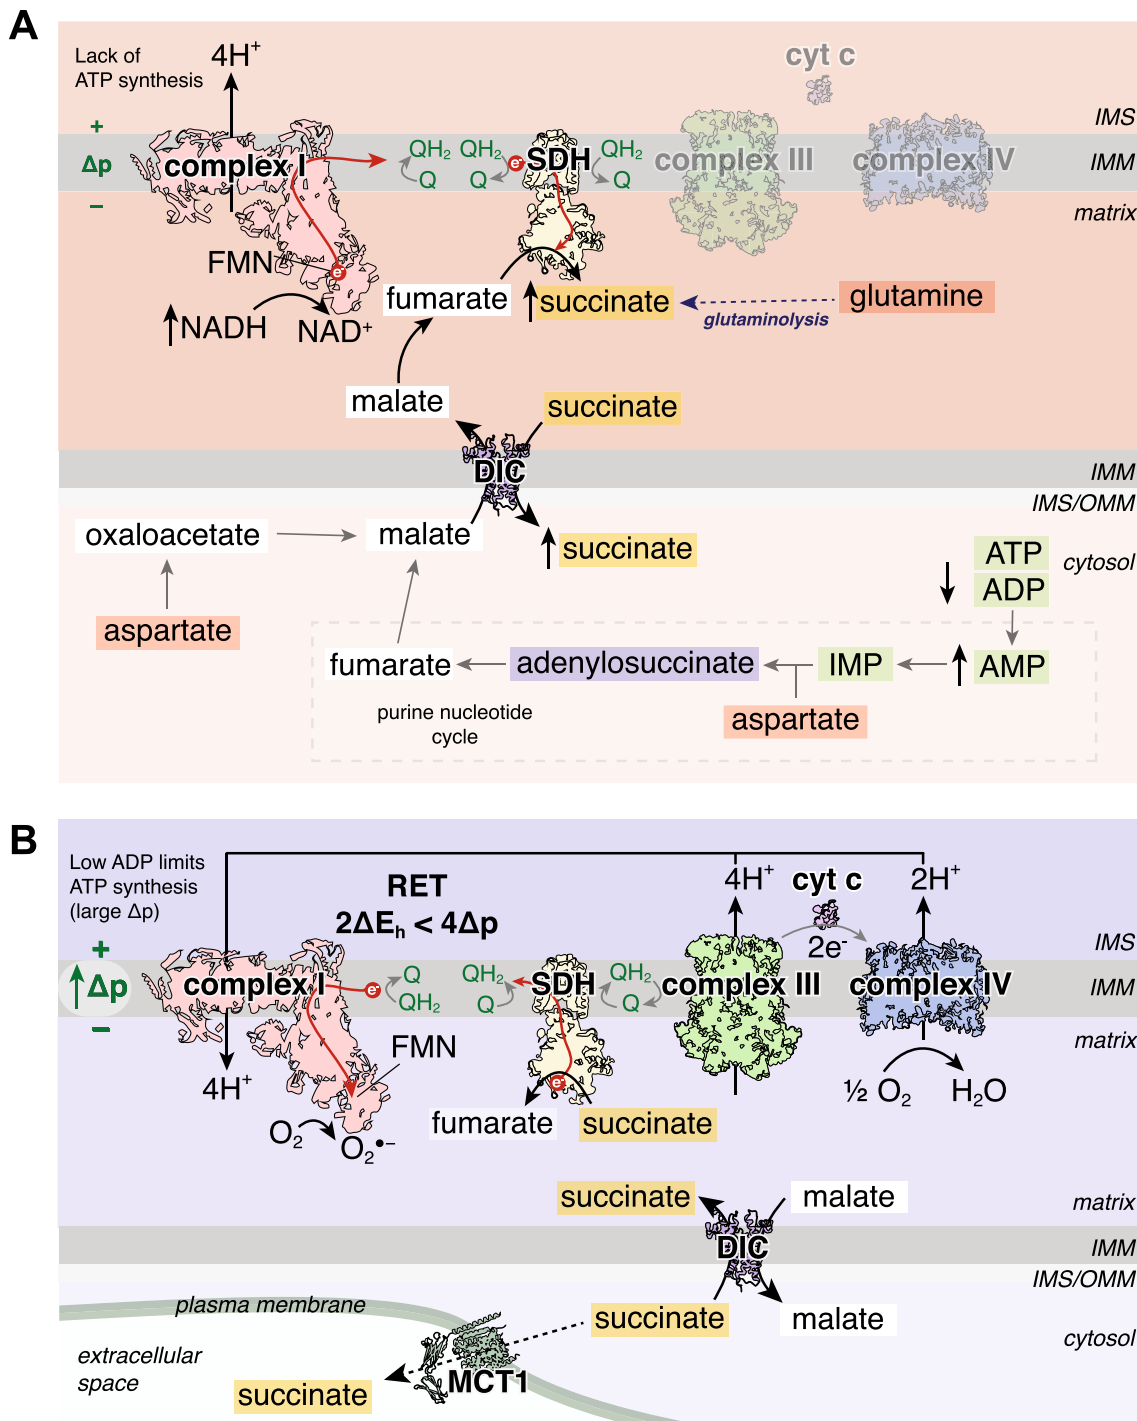 A
Lack of
ATP synthesis
4H⁺
cyt c
IMS
+
Δp
−
complex I
QH₂ QH₂
Q Q
e⁻
SDH
QH₂
Q
complex III
complex IV
IMM
matrix
FMN
e⁻
↑NADH
NAD⁺
fumarate
↑succinate
glutaminolysis
glutamine
malate
succinate
DIC
IMM
IMS/OMM
oxaloacetate
malate
↑succinate
ATP
ADP
cytosol
aspartate
fumarate
adenylosuccinate
IMP
AMP
purine nucleotide
cycle
aspartate
B
Low ADP limits
ATP synthesis
(large Δp)
RET
2ΔEₕ < 4Δp
4H⁺
cyt c
2H⁺
2e⁻
IMS
+
↑Δp
−
complex I
e⁻
Q
QH₂
QH₂
Q
SDH
QH₂
Q
complex III
complex IV
IMM
matrix
4H⁺
FMN
e⁻
½ O₂
H₂O
O₂
O₂•−
fumarate
succinate
succinate
malate
matrix
DIC
IMM
IMS/OMM
plasma membrane
succinate
malate
cytosol
extracellular
space
MCT1
succinate